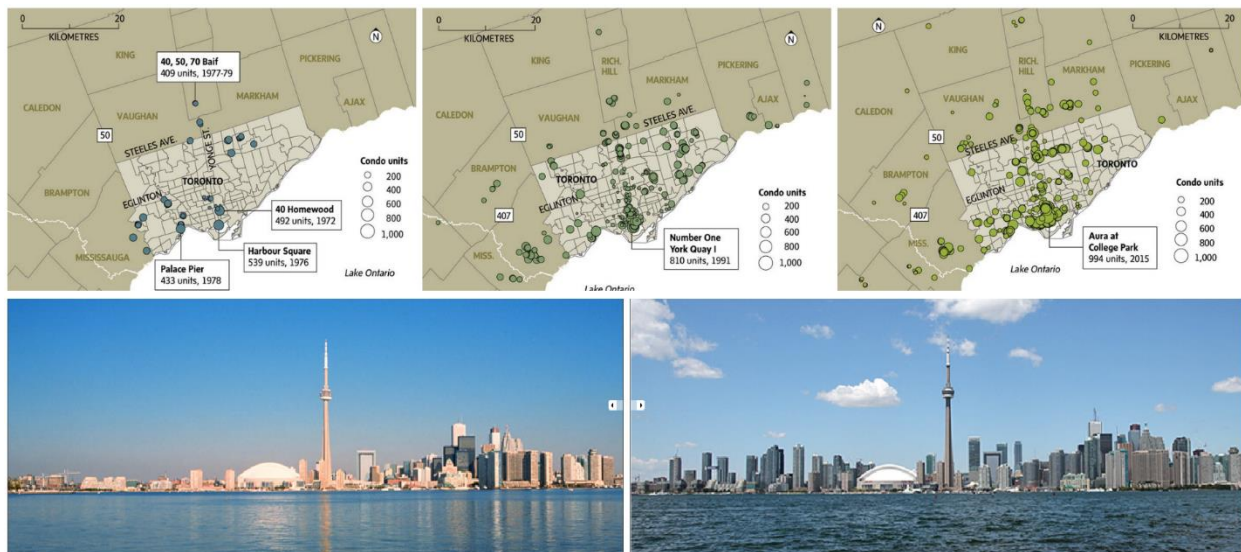 0 20
KILOMETRES
N
KING
40, 50, 70 Baif
409 units, 1977-79
PICKERING
MARKHAM
AJAX
CALEDON
VAUGHAN
50
STEELES AVE.
YONGE ST.
BRAMPTON
TORONTO
EGLINTON
Condo units
200
400
600
800
1,000
40 Homewood
492 units, 1972
Harbour Square
539 units, 1976
MISSISSAUGA
Palace Pier
433 units, 1978
Lake Ontario
0 20
KILOMETRES
N
KING
RICH.
HILL
PICKERING
MARKHAM
AJAX
CALEDON
VAUGHAN
50
STEELES AVE.
BRAMPTON
TORONTO
EGLINTON
407
Condo units
200
400
600
800
1,000
Number One
York Quay I
810 units, 1991
MISS.
Lake Ontario
0 20
KILOMETRES
N
KING
RICH.
HILL
PICKERING
MARKHAM
AJAX
CALEDON
VAUGHAN
50
STEELES AVE.
TORONTO
BRAMPTON
EGLINTON
407
Condo units
200
400
600
800
1,000
Aura at
College Park
994 units, 2015
MISS.
Lake Ontario